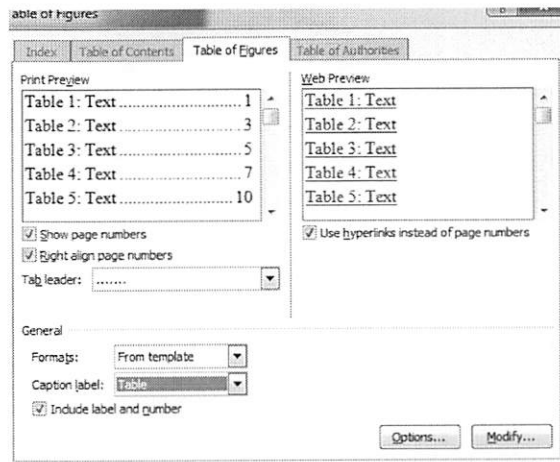 able of Figures
Index Table of Contents Table of Figures Table of Authorities
Print Preview
Table 1: Text..............................1
Table 2: Text..............................3
Table 3: Text..............................5
Table 4: Text..............................7
Table 5: Text............................10
Show page numbers
Right align page numbers
Tab leader: .......
Web Preview
Table 1: Text
Table 2: Text
Table 3: Text
Table 4: Text
Table 5: Text
Use hyperlinks instead of page numbers
General
Formats: From template
Caption label: Table
Include label and number
Options... Modify...